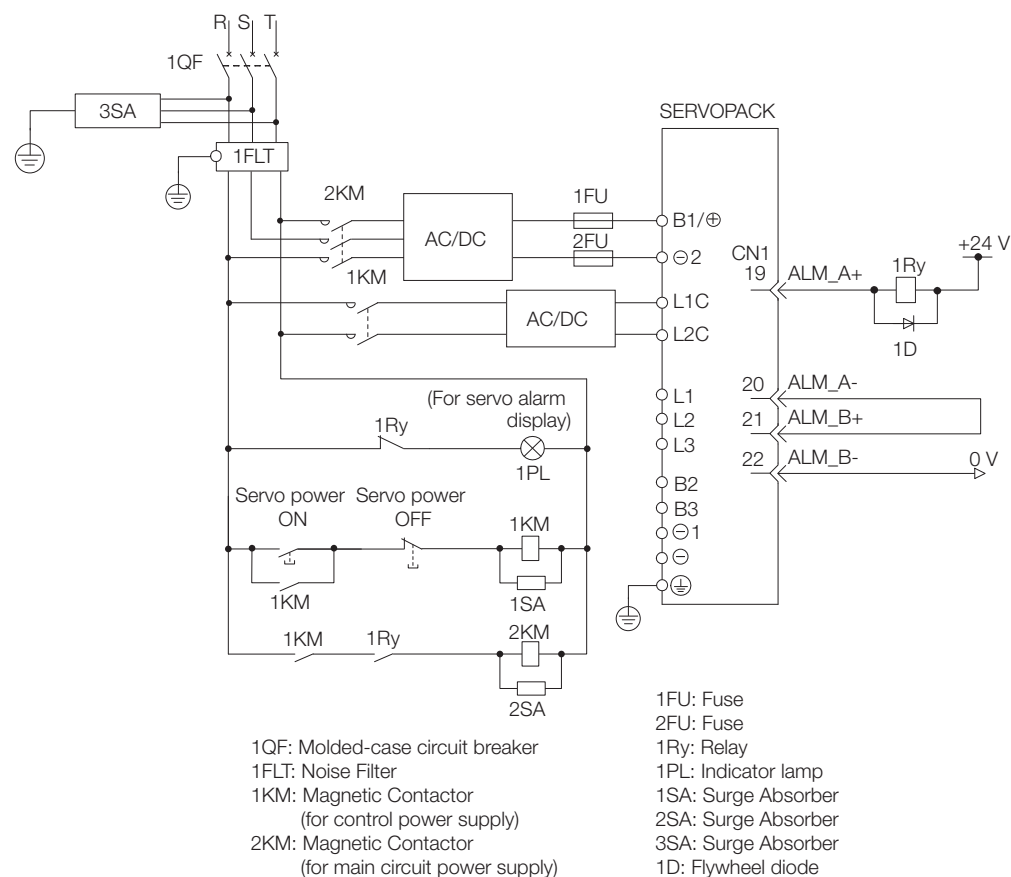 R S T
1QF
3SA
SERVOPACK
1FLT
2KM
1FU
AC/DC
B1/⊕
2FU
⊖2
CN1
+24 V
1Ry
19
ALM_A+
1KM
L1C
AC/DC
L2C
1D
20
ALM_A-
(For servo alarm
display)
L1
L2
21
ALM_B+
1Ry
L3
22
ALM_B-
0 V
1PL
B2
Servo power
ON
Servo power
OFF
B3
1KM
⊖1
⊖
1KM
1SA
1KM
1Ry
2KM
2SA
1QF: Molded-case circuit breaker
1FLT: Noise Filter
1KM: Magnetic Contactor
(for control power supply)
2KM: Magnetic Contactor
(for main circuit power supply)
1FU: Fuse
2FU: Fuse
1Ry: Relay
1PL: Indicator lamp
1SA: Surge Absorber
2SA: Surge Absorber
3SA: Surge Absorber
1D: Flywheel diode